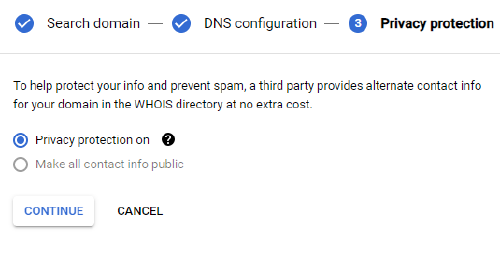 Search domain — DNS configuration — 3 Privacy protection
To help protect your info and prevent spam, a third party provides alternate contact info
for your domain in the WHOIS directory at no extra cost.
Privacy protection on ?
Make all contact info public
CONTINUE CANCEL